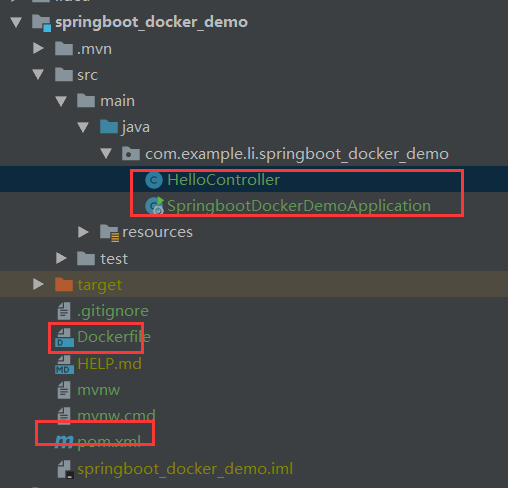 springboot_docker_demo
.mvn
src
main
java
com.example.li.springboot_docker_demo
HelloController
SpringbootDockerDemoApplication
resources
test
target
.gitignore
Dockerfile
HELP.md
mvnw
mvnw.cmd
pom.xml
springboot_docker_demo.iml